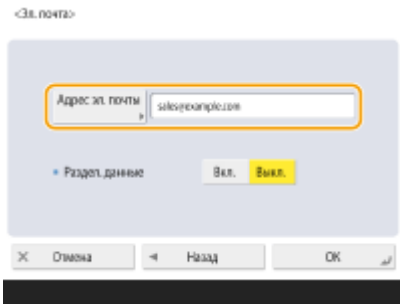 <Эл. почта>
Адрес эл. почты sales@example.com
Раздел. данные Вкл. Выкл.
Отмена Назад OK